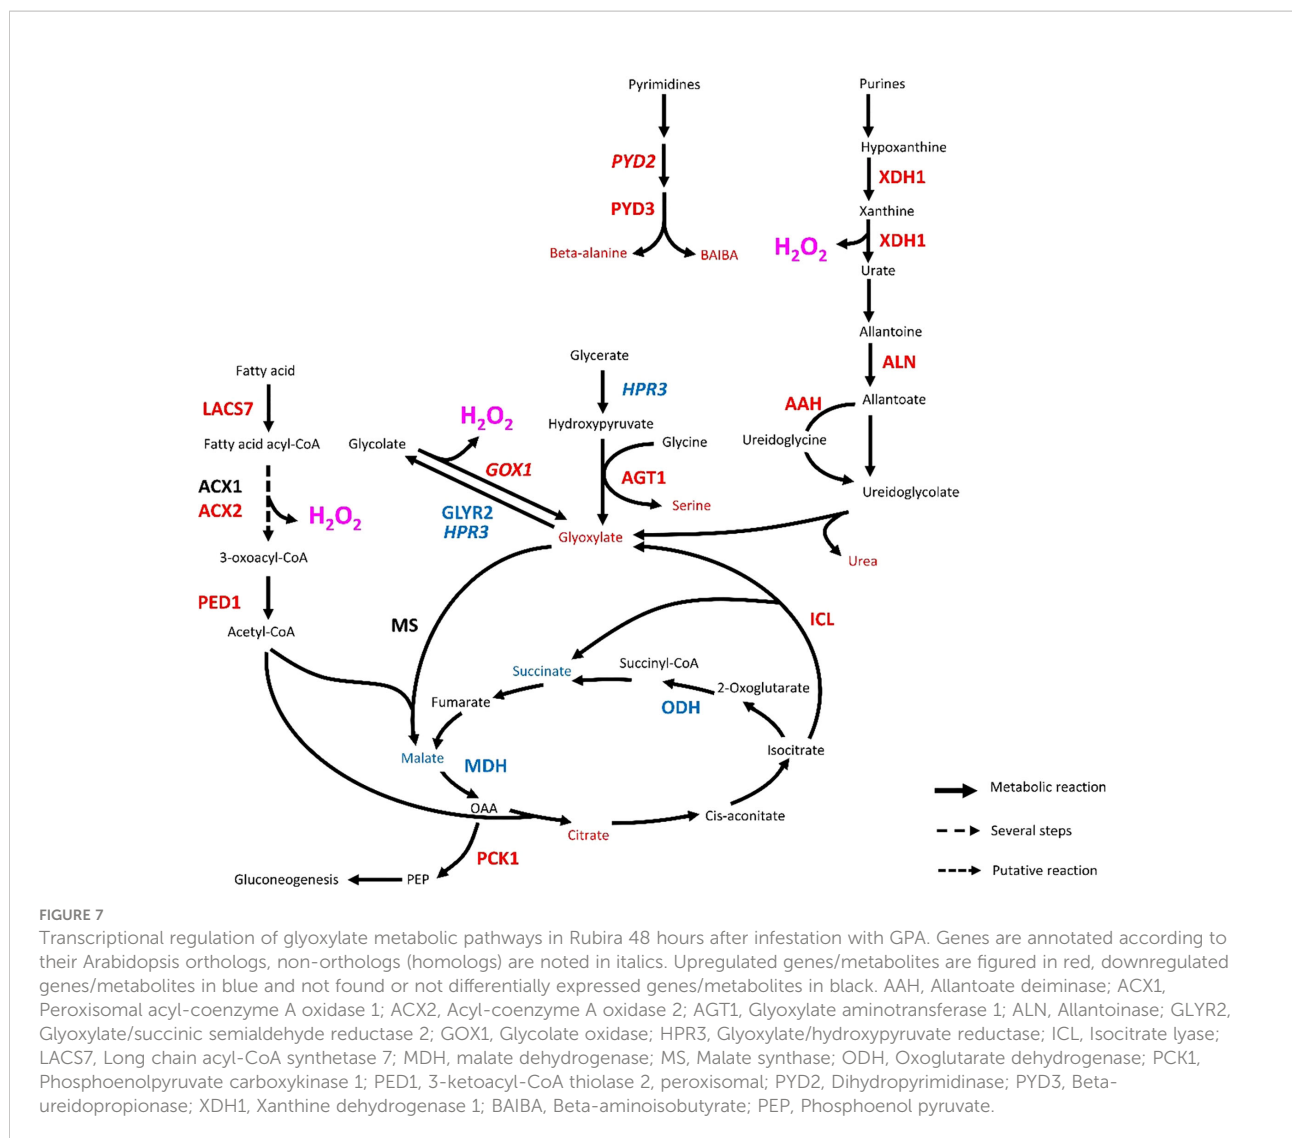 Pyrimidines
PYD2
PYD3
Beta-alanine
BAIBA
Purines
Hypoxanthine
XDH1
Xanthine
XDH1
H2O2
Urate
Allantoine
ALN
Allantoate
AAH
Ureidoglycine
Ureidoglycolate
Urea
Glycerate
HPR3
Hydroxypyruvate
Glycine
AGT1
Serine
Glyoxylate
Fatty acid
LACS7
Fatty acid acyl-CoA
ACX1
ACX2
H2O2
3-oxoacyl-CoA
PED1
Acetyl-CoA
Glycolate
H2O2
GOX1
GLYR2
HPR3
MS
ICL
Succinate
Succinyl-CoA
2-Oxoglutarate
ODH
Fumarate
Isocitrate
Malate
MDH
OAA
Citrate
Cis-aconitate
PCK1
Gluconeogenesis
PEP
Metabolic reaction
Several steps
Putative reaction
FIGURE 7
Transcriptional regulation of glyoxylate metabolic pathways in Rubira 48 hours after infestation with GPA. Genes are annotated according to
their Arabidopsis orthologs, non-orthologs (homologs) are noted in italics. Upregulated genes/metabolites are figured in red, downregulated
genes/metabolites in blue and not found or not differentially expressed genes/metabolites in black. AAH, Allantoate deiminase; ACX1,
Peroxisomal acyl-coenzyme A oxidase 1; ACX2, Acyl-coenzyme A oxidase 2; AGT1, Glyoxylate aminotransferase 1; ALN, Allantoinase; GLYR2,
Glyoxylate/succinic semialdehyde reductase 2; GOX1, Glycolate oxidase; HPR3, Glyoxylate/hydroxypyruvate reductase; ICL, Isocitrate lyase;
LACS7, Long chain acyl-CoA synthetase 7; MDH, malate dehydrogenase; MS, Malate synthase; ODH, Oxoglutarate dehydrogenase; PCK1,
Phosphoenolpyruvate carboxykinase 1; PED1, 3-ketoacyl-CoA thiolase 2, peroxisomal; PYD2, Dihydropyrimidinase; PYD3, Beta-
ureidopropionase; XDH1, Xanthine dehydrogenase 1; BAIBA, Beta-aminoisobutyrate; PEP, Phosphoenol pyruvate.